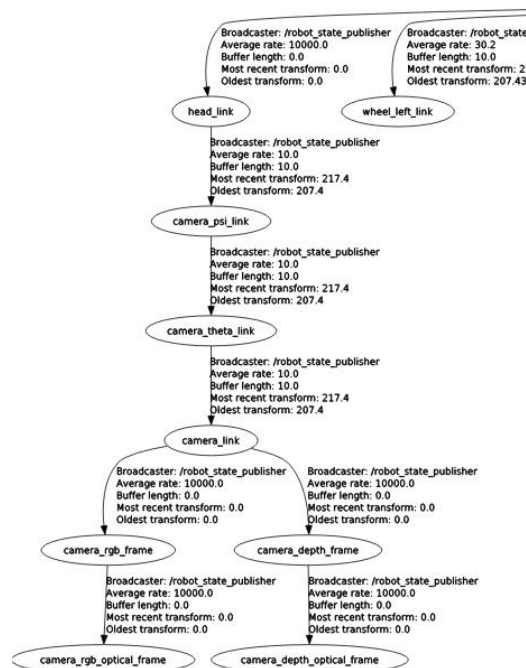 Broadcaster: /robot_state_publisher
Average rate: 10000.0
Buffer length: 0.0
Most recent transform: 0.0
Oldest transform: 0.0
Broadcaster: /robot_state_publisher
Average rate: 30.2
Buffer length: 10.0
Most recent transform: 21
Oldest transform: 207.43
head_link
wheel_left_link
Broadcaster: /robot_state_publisher
Average rate: 10.0
Buffer length: 10.0
Most recent transform: 217.4
Oldest transform: 207.4
camera_psi_link
Broadcaster: /robot_state_publisher
Average rate: 10.0
Buffer length: 10.0
Most recent transform: 217.4
Oldest transform: 207.4
camera_theta_link
Broadcaster: /robot_state_publisher
Average rate: 10.0
Buffer length: 10.0
Most recent transform: 217.4
Oldest transform: 207.4
camera_link
Broadcaster: /robot_state_publisher
Average rate: 10000.0
Buffer length: 0.0
Most recent transform: 0.0
Oldest transform: 0.0
Broadcaster: /robot_state_publisher
Average rate: 10000.0
Buffer length: 0.0
Most recent transform: 0.0
Oldest transform: 0.0
camera_rgb_frame
camera_depth_frame
Broadcaster: /robot_state_publisher
Average rate: 10000.0
Buffer length: 0.0
Most recent transform: 0.0
Oldest transform: 0.0
Broadcaster: /robot_state_publisher
Average rate: 10000.0
Buffer length: 0.0
Most recent transform: 0.0
Oldest transform: 0.0
camera_rgb_optical_frame
camera_depth_optical_frame